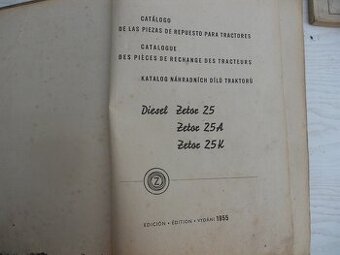 CATÁLOGO
DE LAS PIEZAS DE REPUESTO PARA TRACTORES
CATALOGUE
DES PIÈCES DE RECHANGE DES TRACTEURS
KATALOG NÁHRADNÍCH DÍLŮ TRAKTORŮ
Diesel Zetor 25
Zetor 25A
Zetor 25K
Z
EDICIÓN • ÉDITION • VYDÁNÍ 1955